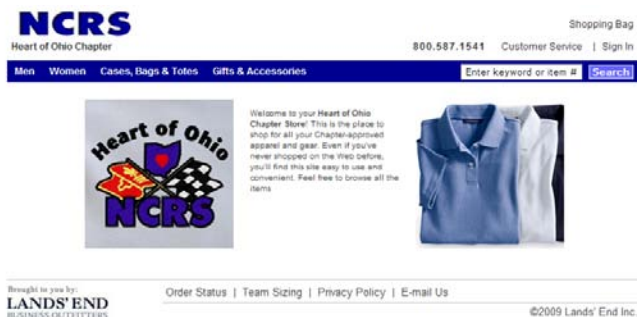 NCRS
Shopping Bag
Heart of Ohio Chapter
800.587.1541 Customer Service | Sign In
Men Women Cases, Bags & Totes Gifts & Accessories
Enter keyword or item # Search
Heart of Ohio
NCRS
Welcome to your Heart of Ohio
Chapter Store! This is the place to
shop for all your Chapter-approved
apparel and gear. Even if you've
never shopped on the Web before,
you'll find this site easy to use and
convenient. Feel free to browse all the
items
Brought to you by:
LANDS' END
BUSINESS OUTFITTERS
Order Status | Team Sizing | Privacy Policy | E-mail Us
©2009 Lands' End Inc.